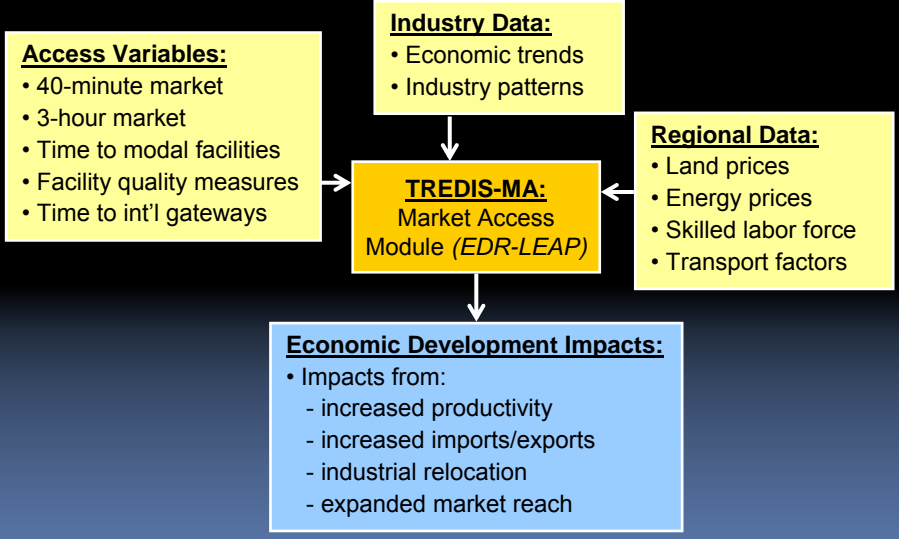 Industry Data:
• Economic trends
• Industry patterns
Access Variables:
• 40-minute market
• 3-hour market
• Time to modal facilities
• Facility quality measures
• Time to int'l gateways
Regional Data:
• Land prices
• Energy prices
• Skilled labor force
• Transport factors
TREDIS-MA:
Market Access
Module (EDR-LEAP)
Economic Development Impacts:
• Impacts from:
- increased productivity
- increased imports/exports
- industrial relocation
- expanded market reach